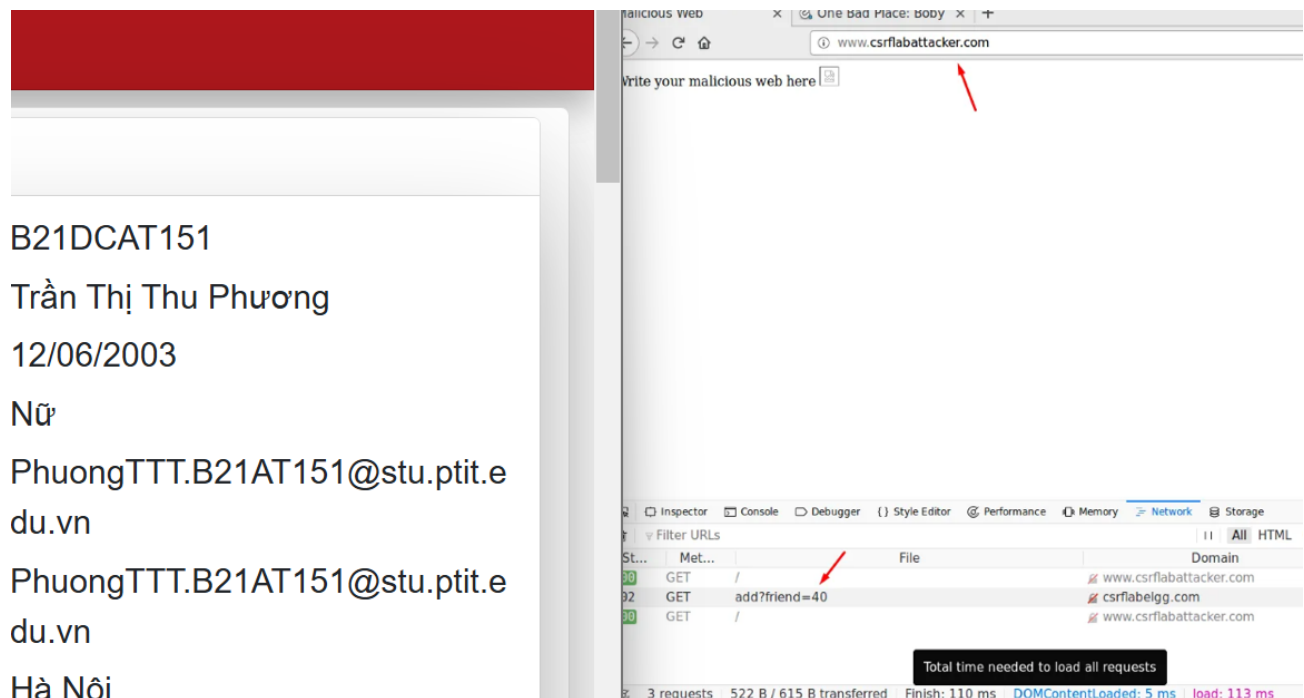 B21DCAT151
Trần Thị Thu Phương
12/06/2003
Nữ
PhuongTTT.B21AT151@stu.ptit.e
du.vn
PhuongTTT.B21AT151@stu.ptit.e
du.vn
Hà Nội
Malicious Web One Bad Place: Boby
www.csrflabattacker.com
Write your malicious web here
Inspector Console Debugger {} Style Editor Performance Memory Network Storage
Filter URLs All HTML
St... Met... File Domain
GET / www.csrflabattacker.com
GET add?friend=40 csrflabelgg.com
GET / www.csrflabattacker.com
Total time needed to load all requests
3 requests 522 B / 615 B transferred Finish: 110 ms DOMContentLoaded: 5 ms load: 113 ms